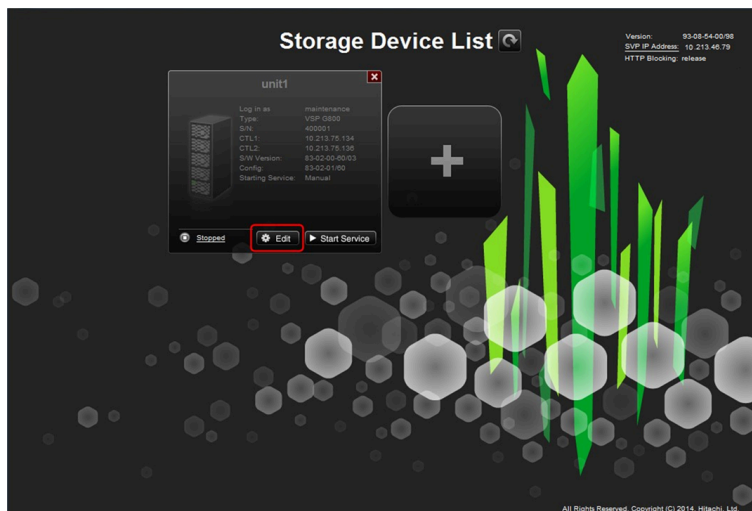 Storage Device List
Version: 93-08-54-00/98
SVP IP Address: 10.213.46.79
HTTP Blocking: release
unit1
Log in as maintenance
Type: VSP G800
S/N: 400001
CTL1: 10.213.75.134
CTL2: 10.213.75.136
S/W Version: 83-02-00-60/03
Config: 83-02-01/60
Starting Service: Manual
Stopped
Edit
Start Service
All Rights Reserved. Copyright (C) 2014, Hitachi, Ltd.